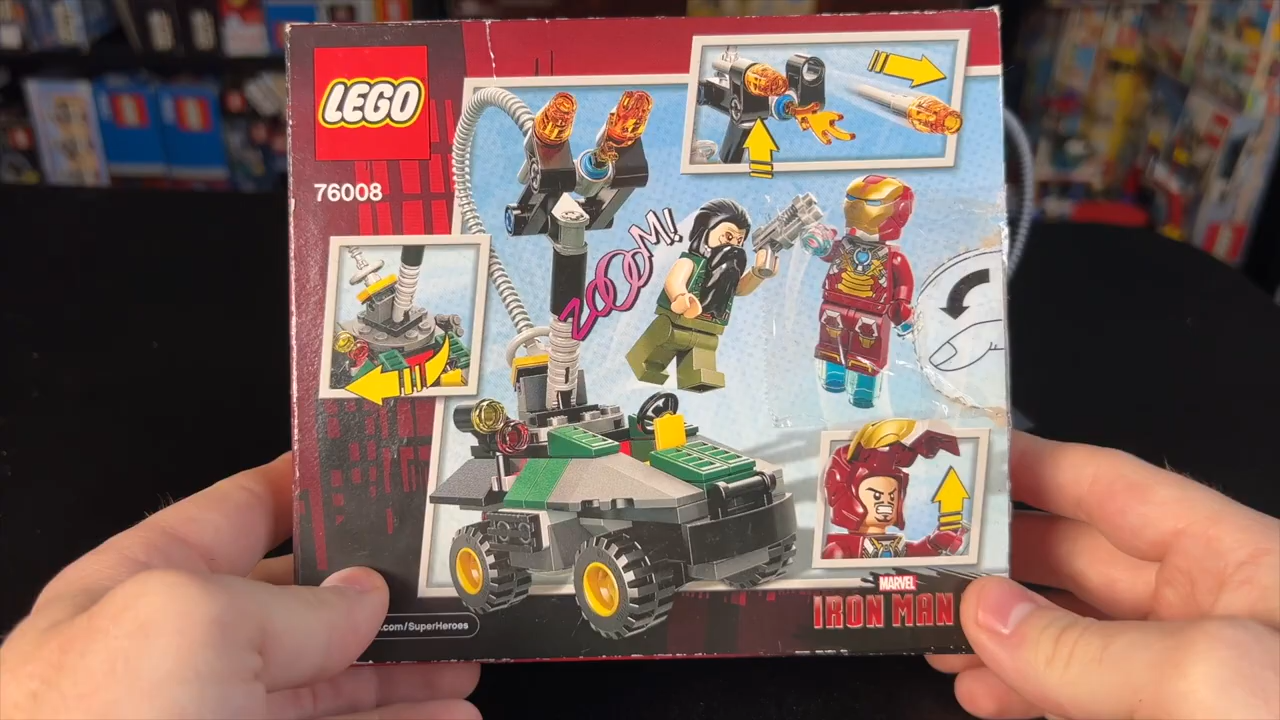 LEGO
76008
ZOOOM!!
.com/SuperHeroes
MARVEL
IRON MAN